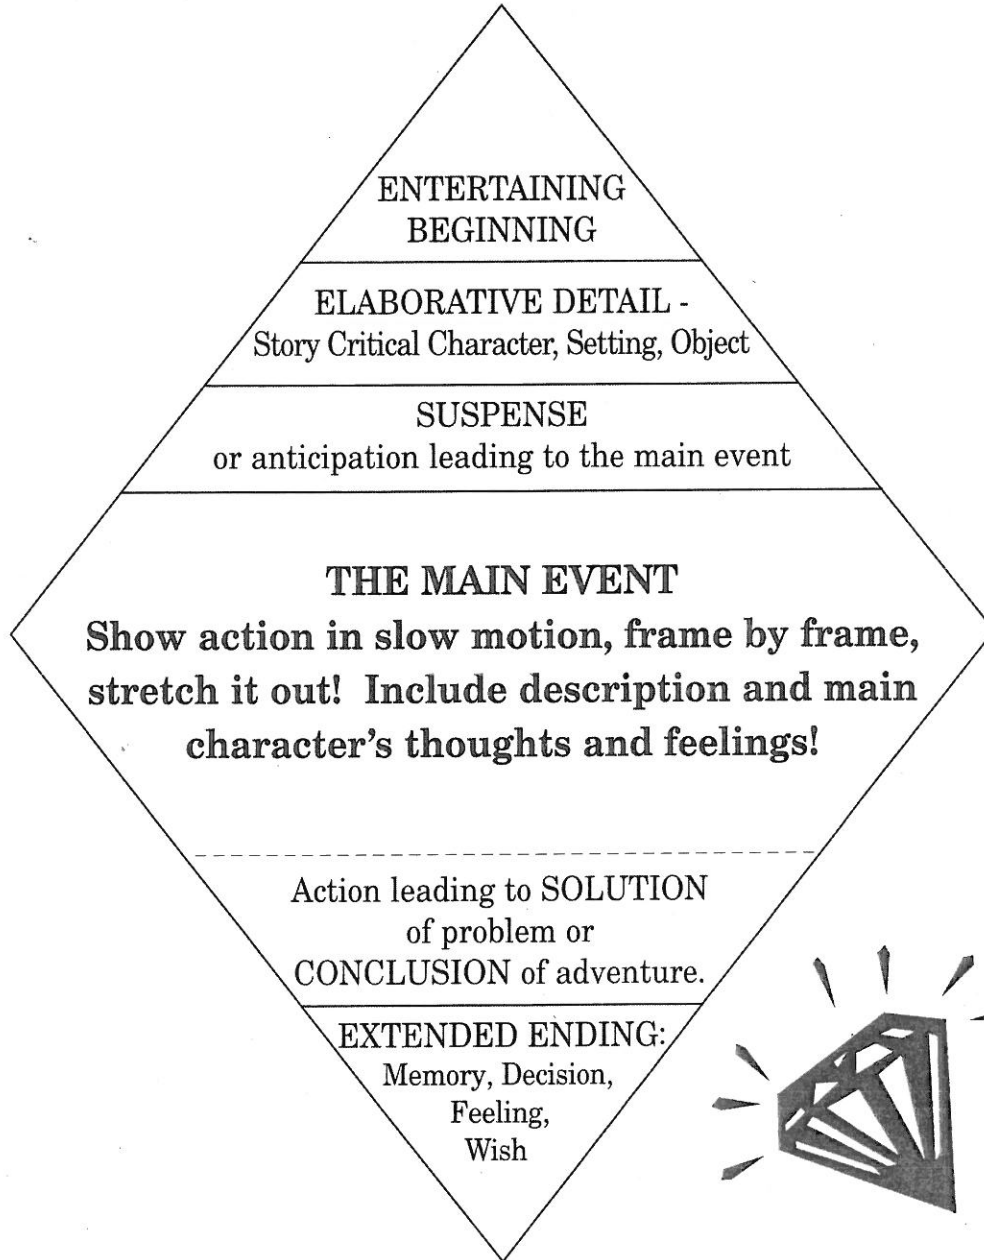 ENTERTAINING
BEGINNING
ELABORATIVE DETAIL -
Story Critical Character, Setting, Object
SUSPENSE
or anticipation leading to the main event
THE MAIN EVENT
Show action in slow motion, frame by frame,
stretch it out! Include description and main
character's thoughts and feelings!
Action leading to SOLUTION
of problem or
CONCLUSION of adventure.
EXTENDED ENDING:
Memory, Decision,
Feeling,
Wish